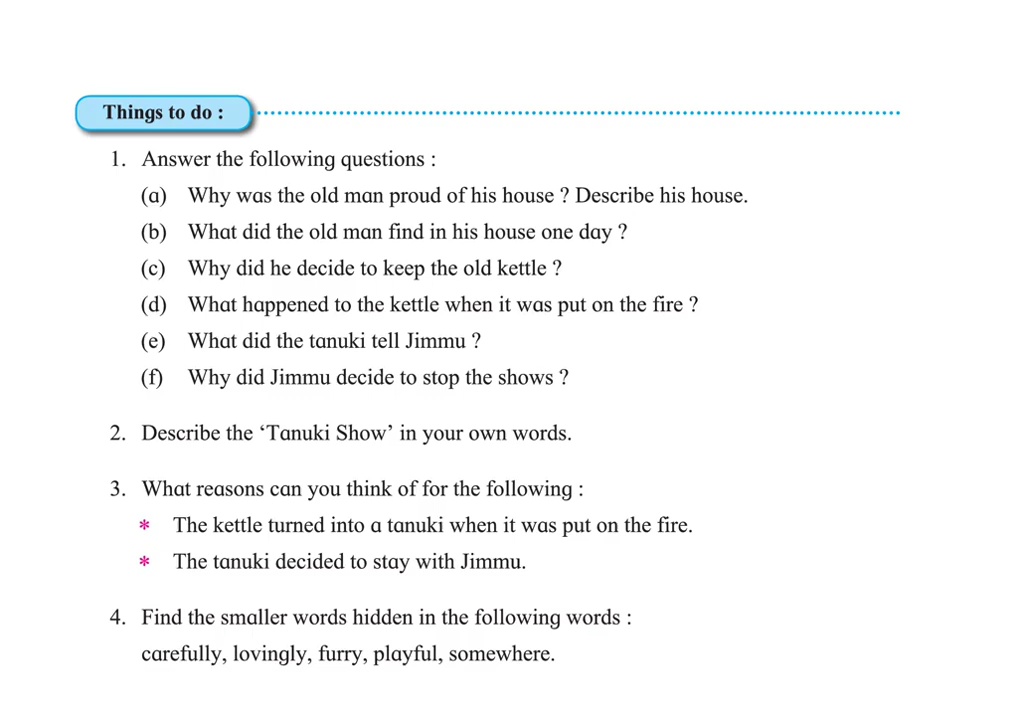 Things to do :
1. Answer the following questions :
(a) Why was the old man proud of his house ? Describe his house.
(b) What did the old man find in his house one day ?
(c) Why did he decide to keep the old kettle ?
(d) What happened to the kettle when it was put on the fire ?
(e) What did the tanuki tell Jimmu ?
(f) Why did Jimmu decide to stop the shows ?
2. Describe the ‘Tanuki Show’ in your own words.
3. What reasons can you think of for the following :
* The kettle turned into a tanuki when it was put on the fire.
* The tanuki decided to stay with Jimmu.
4. Find the smaller words hidden in the following words :
carefully, lovingly, furry, playful, somewhere.